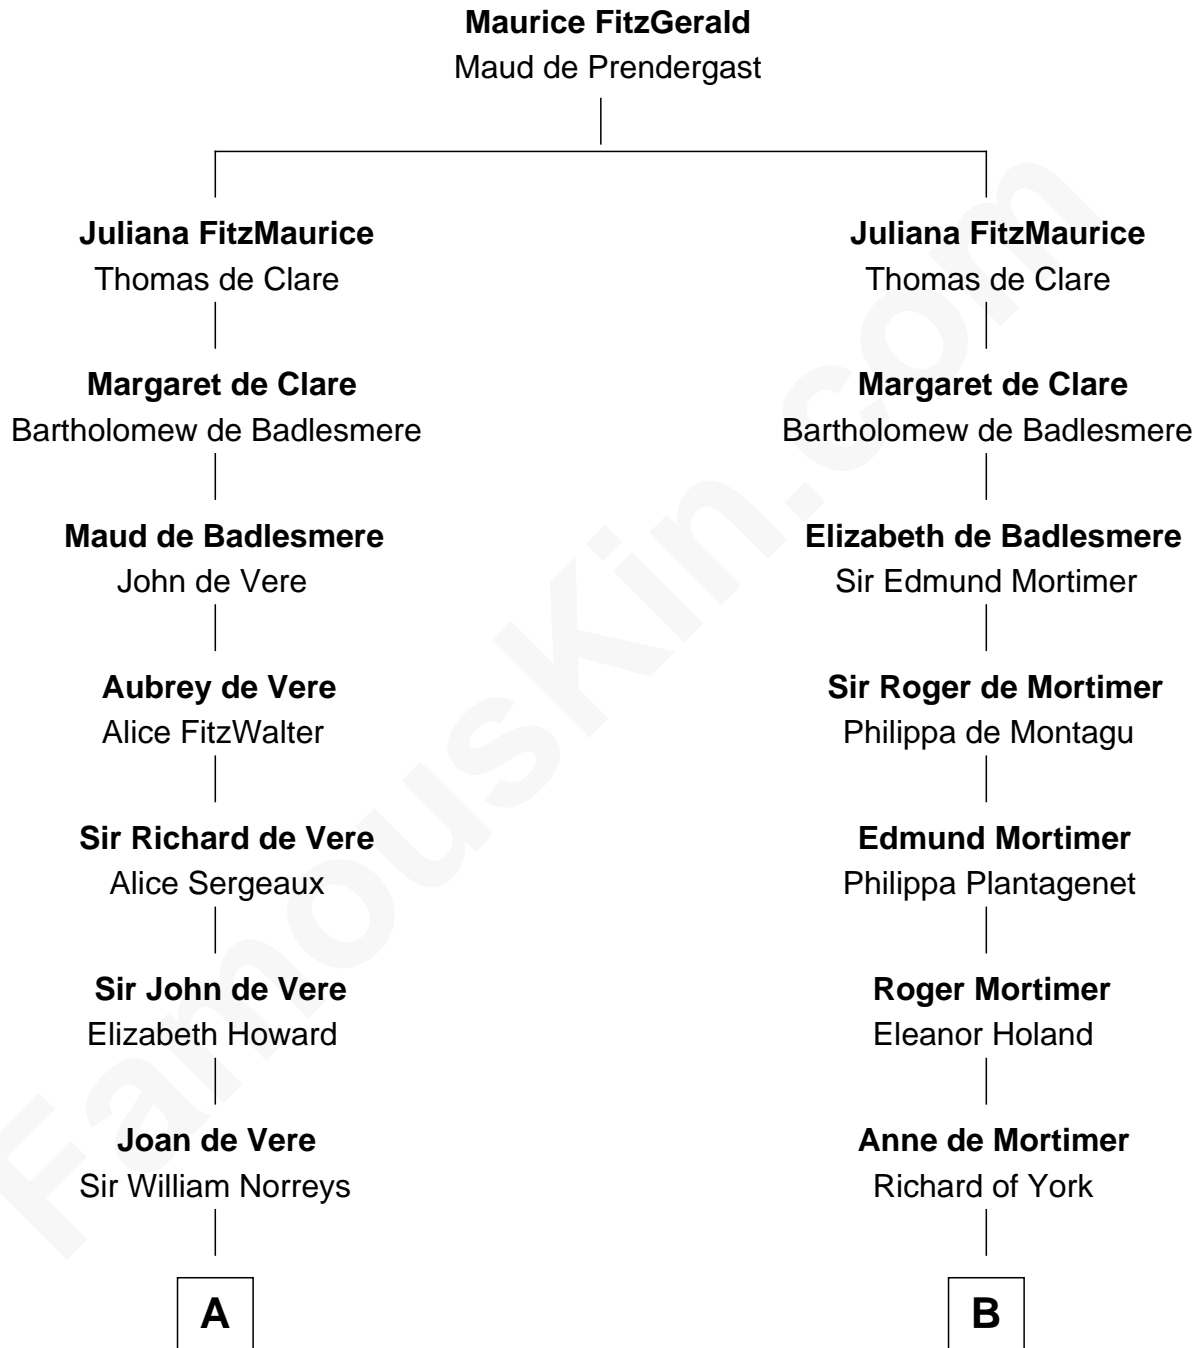 Maurice FitzGerald
Maud de Prendergast
Juliana FitzMaurice
Thomas de Clare
Juliana FitzMaurice
Thomas de Clare
Margaret de Clare
Bartholomew de Badlesmere
Margaret de Clare
Bartholomew de Badlesmere
Maud de Badlesmere
John de Vere
Elizabeth de Badlesmere
Sir Edmund Mortimer
Aubrey de Vere
Alice FitzWalter
Sir Roger de Mortimer
Philippa de Montagu
Sir Richard de Vere
Alice Sergeaux
Edmund Mortimer
Philippa Plantagenet
Sir John de Vere
Elizabeth Howard
Roger Mortimer
Eleanor Holand
Joan de Vere
Sir William Norreys
Anne de Mortimer
Richard of York
A
B
FamousKin.com